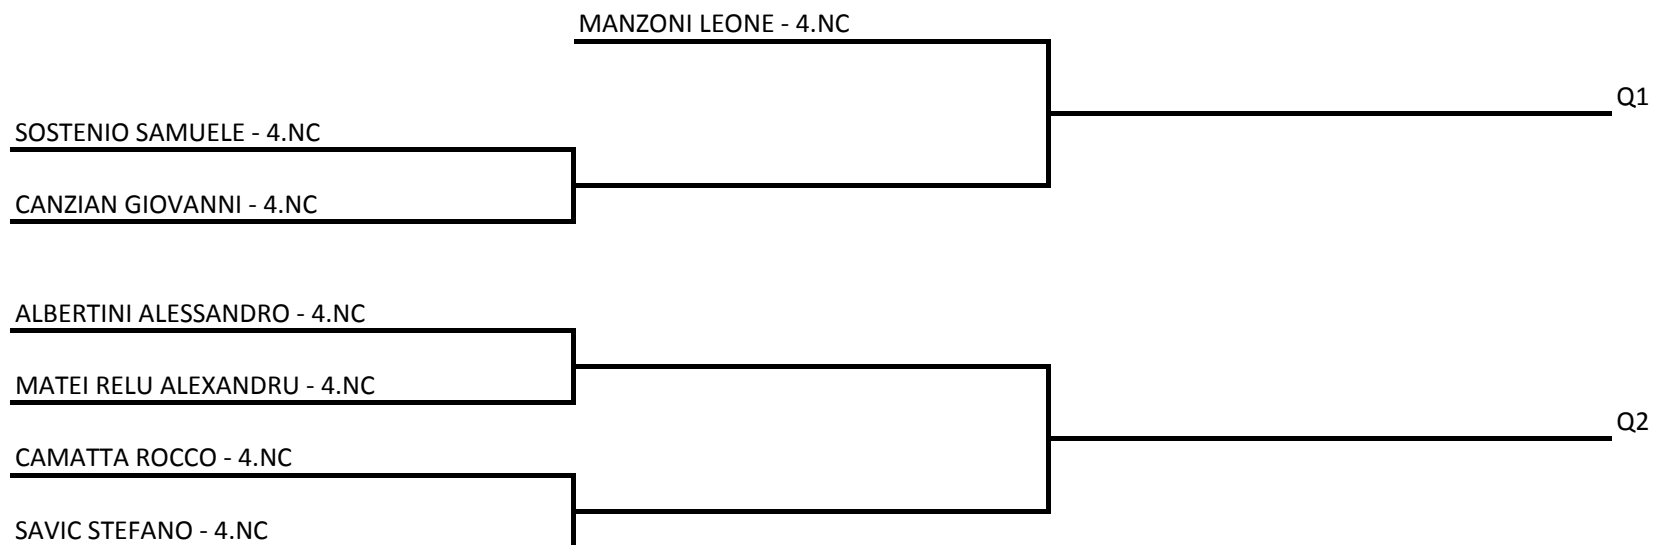 MANZONI LEONE - 4.NC
Q1
SOSTENIO SAMUELE - 4.NC
CANZIAN GIOVANNI - 4.NC
ALBERTINI ALESSANDRO - 4.NC
MATEI RELU ALEXANDRU - 4.NC
Q2
CAMATTA ROCCO - 4.NC
SAVIC STEFANO - 4.NC